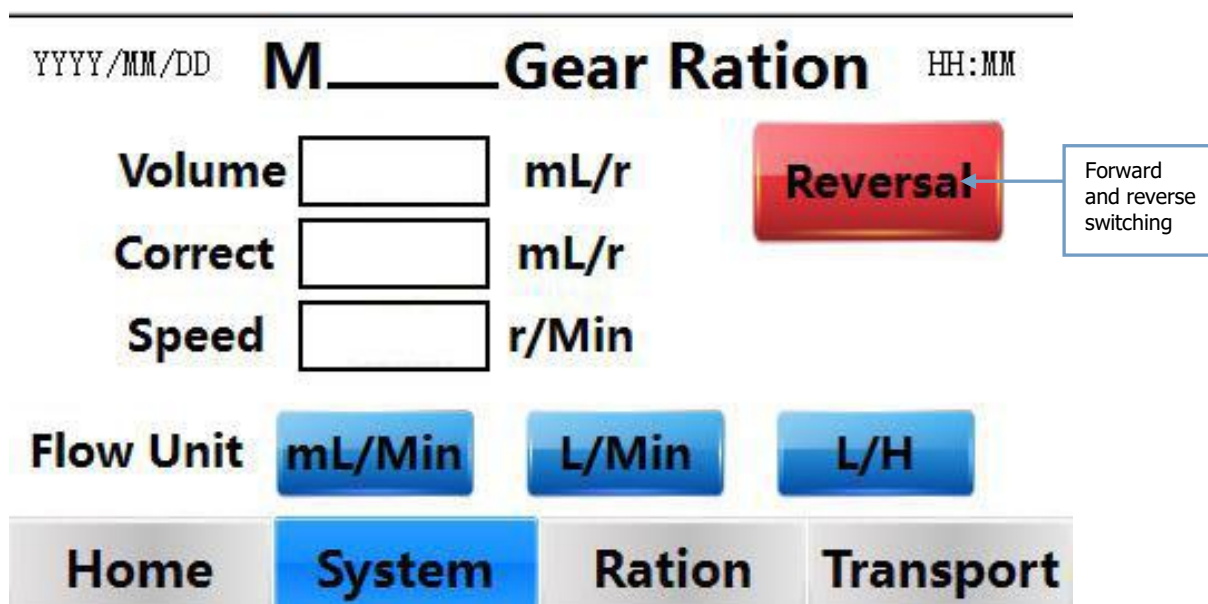 YYYY/MM/DD M_____Gear Ration HH:MM
Volume mL/r
Reversal
Forward
and reverse
switching
Correct mL/r
Speed r/Min
Flow Unit mL/Min L/Min L/H
Home System Ration Transport